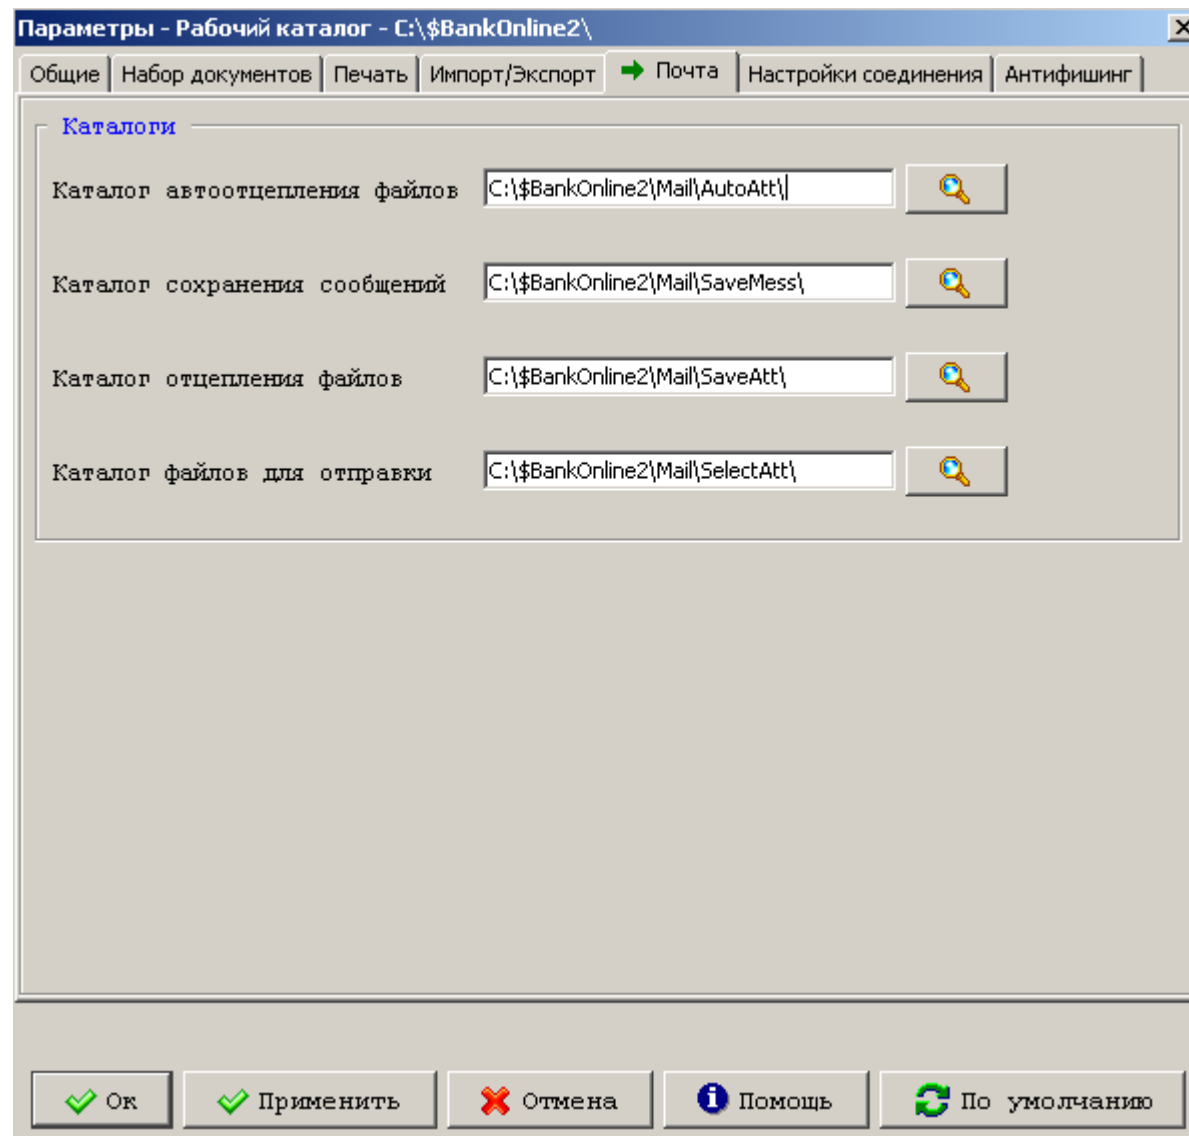 Параметры - Рабочий каталог - C:\$BankOnline2\
Общие Набор документов Печать Импорт/Экспорт Почта Настройки соединения Антифишинг
Каталоги
Каталог автоотцепления файлов C:\$BankOnline2\Mail\AutoAtt\
Каталог сохранения сообщений C:\$BankOnline2\Mail\SaveMess\
Каталог отцепления файлов C:\$BankOnline2\Mail\SaveAtt\
Каталог файлов для отправки C:\$BankOnline2\Mail\SelectAtt\
Ок Применить Отмена Помощь По умолчанию